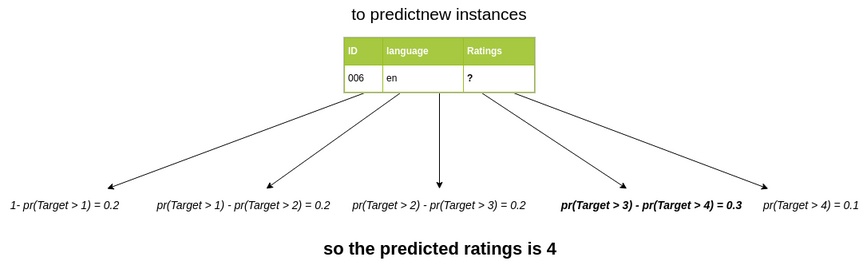 to predictnew instances
ID language Ratings
006 en ?
1- pr(Target > 1) = 0.2 pr(Target > 1) - pr(Target > 2) = 0.2 pr(Target > 2) - pr(Target > 3) = 0.2 pr(Target > 3) - pr(Target > 4) = 0.3 pr(Target > 4) = 0.1
so the predicted ratings is 4